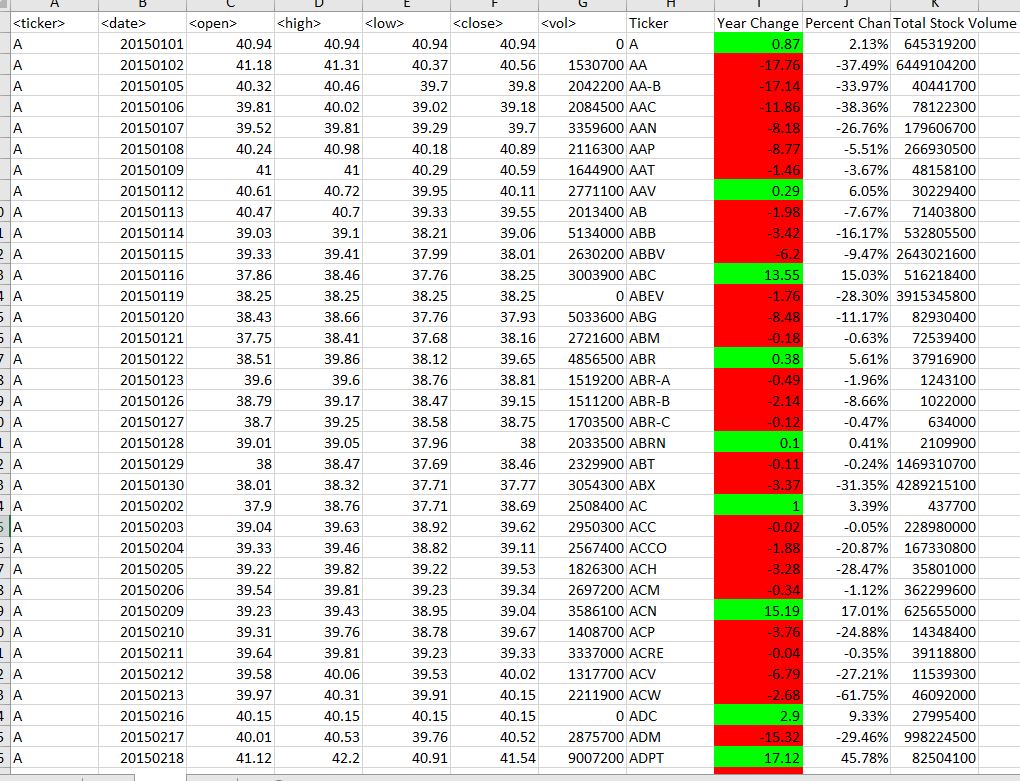 A B C D E F G H I J K
<ticker> <date> <open> <high> <low> <close> <vol> Ticker Year Change Percent Chan Total Stock Volume
A 20150101 40.94 40.94 40.94 40.94 0 A 0.87 2.13% 645319200
A 20150102 41.18 41.31 40.37 40.56 1530700 AA -17.76 -37.49% 6449104200
A 20150105 40.32 40.46 39.7 39.8 2042200 AA-B -17.14 -33.97% 40441700
A 20150106 39.81 40.02 39.02 39.18 2084500 AAC -11.86 -38.36% 78122300
A 20150107 39.52 39.81 39.29 39.7 3359600 AAN -8.18 -26.76% 179606700
A 20150108 40.24 40.98 40.18 40.89 2116300 AAP -8.77 -5.51% 266930500
A 20150109 41 41 40.29 40.59 1644900 AAT -1.46 -3.67% 48158100
A 20150112 40.61 40.72 39.95 40.11 2771100 AAV 0.29 6.05% 30229400
A 20150113 40.47 40.7 39.33 39.55 2013400 AB -1.98 -7.67% 71403800
A 20150114 39.03 39.1 38.21 39.06 5134000 ABB -3.42 -16.17% 532805500
A 20150115 39.33 39.41 37.99 38.01 2630200 ABBV -6.2 -9.47% 2643021600
A 20150116 37.86 38.46 37.76 38.25 3003900 ABC 13.55 15.03% 516218400
A 20150119 38.25 38.25 38.25 38.25 0 ABEV -1.76 -28.30% 3915345800
A 20150120 38.43 38.66 37.76 37.93 5033600 ABG -8.48 -11.17% 82930400
A 20150121 37.75 38.41 37.68 38.16 2721600 ABM -0.18 -0.63% 72539400
A 20150122 38.51 39.86 38.12 39.65 4856500 ABR 0.38 5.61% 37916900
A 20150123 39.6 39.6 38.76 38.81 1519200 ABR-A -0.49 -1.96% 1243100
A 20150126 38.79 39.17 38.47 39.15 1511200 ABR-B -2.14 -8.66% 1022000
A 20150127 38.7 39.25 38.58 38.75 1703500 ABR-C -0.12 -0.47% 634000
A 20150128 39.01 39.05 37.96 38 2033500 ABRN 0.1 0.41% 2109900
A 20150129 38 38.47 37.69 38.46 2329900 ABT -0.11 -0.24% 1469310700
A 20150130 38.01 38.32 37.71 37.77 3054300 ABX -3.37 -31.35% 4289215100
A 20150202 37.9 38.76 37.71 38.69 2508400 AC 1 3.39% 437700
A 20150203 39.04 39.63 38.92 39.62 2950300 ACC -0.02 -0.05% 228980000
A 20150204 39.33 39.46 38.82 39.11 2567400 ACCO -1.88 -20.87% 167330800
A 20150205 39.22 39.82 39.22 39.53 1826300 ACH -3.28 -28.47% 35801000
A 20150206 39.54 39.81 39.23 39.34 2697200 ACM -0.34 -1.12% 362299600
A 20150209 39.23 39.43 38.95 39.04 3586100 ACN 15.19 17.01% 625655000
A 20150210 39.31 39.76 38.78 39.67 1408700 ACP -3.76 -24.88% 14348400
A 20150211 39.64 39.81 39.23 39.33 3337000 ACRE -0.04 -0.35% 39118800
A 20150212 39.58 40.06 39.53 40.02 1317700 ACV -6.79 -27.21% 11539300
A 20150213 39.97 40.31 39.91 40.15 2211900 ACW -2.68 -61.75% 46092000
A 20150216 40.15 40.15 40.15 40.15 0 ADC 2.9 9.33% 27995400
A 20150217 40.01 40.53 39.76 40.52 2875700 ADM -15.32 -29.46% 998224500
A 20150218 41.12 42.2 40.91 41.54 9007200 ADPT 17.12 45.78% 82504100